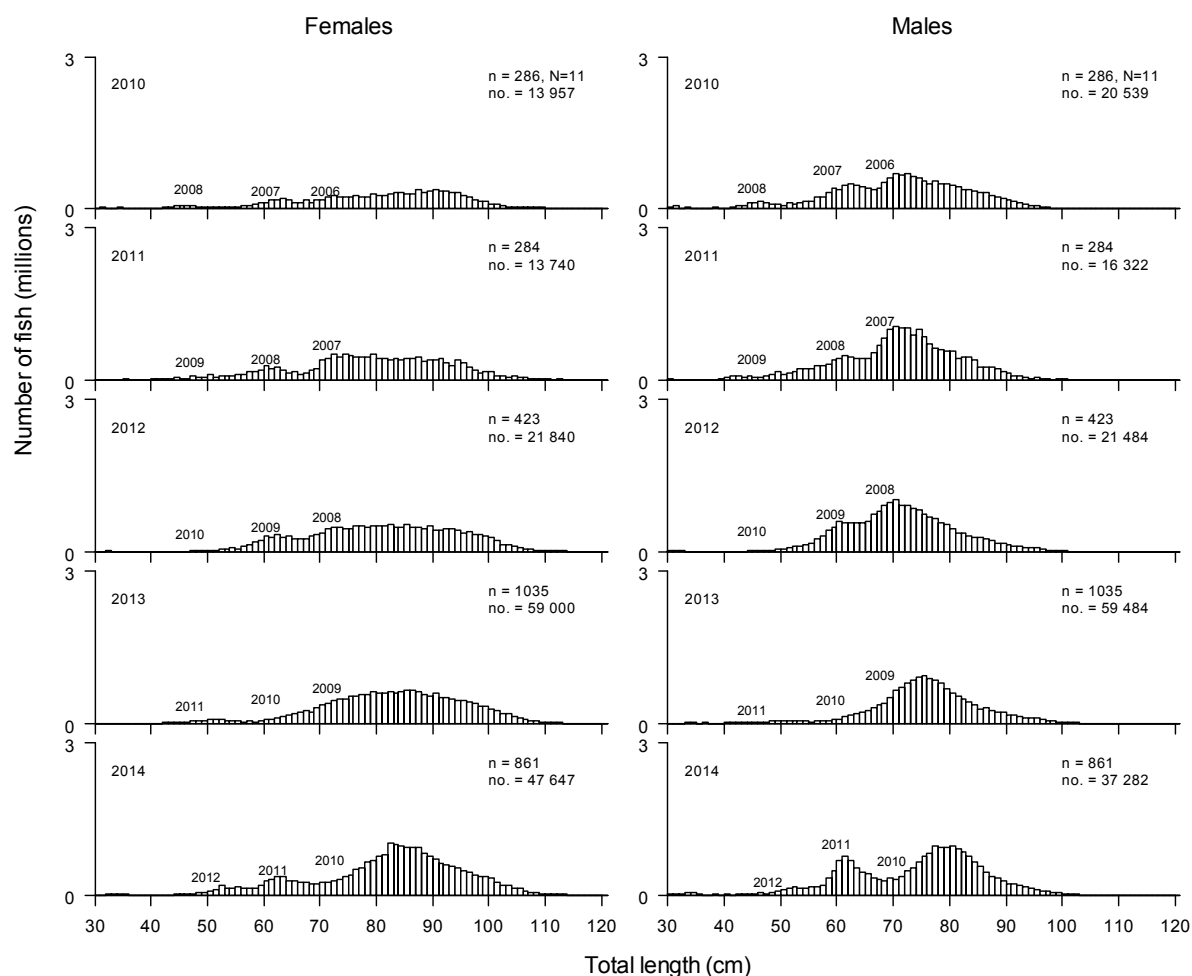 Females
Males
Number of fish (millions)
3
2010
n = 286, N=11
no. = 13 957
2008
2007
2006
0
3
2010
n = 286, N=11
no. = 20 539
2008
2007
2006
0
3
2011
n = 284
no. = 13 740
2009
2008
2007
0
3
2011
n = 284
no. = 16 322
2009
2008
2007
0
3
2012
n = 423
no. = 21 840
2010
2009
2008
0
3
2012
n = 423
no. = 21 484
2010
2009
2008
0
3
2013
n = 1035
no. = 59 000
2011
2010
2009
0
3
2013
n = 1035
no. = 59 484
2011
2010
2009
0
3
2014
n = 861
no. = 47 647
2012
2011
2010
0
3
2014
n = 861
no. = 37 282
2012
2011
2010
0
30 40 50 60 70 80 90 100 110 120
30 40 50 60 70 80 90 100 110 120
Total length (cm)